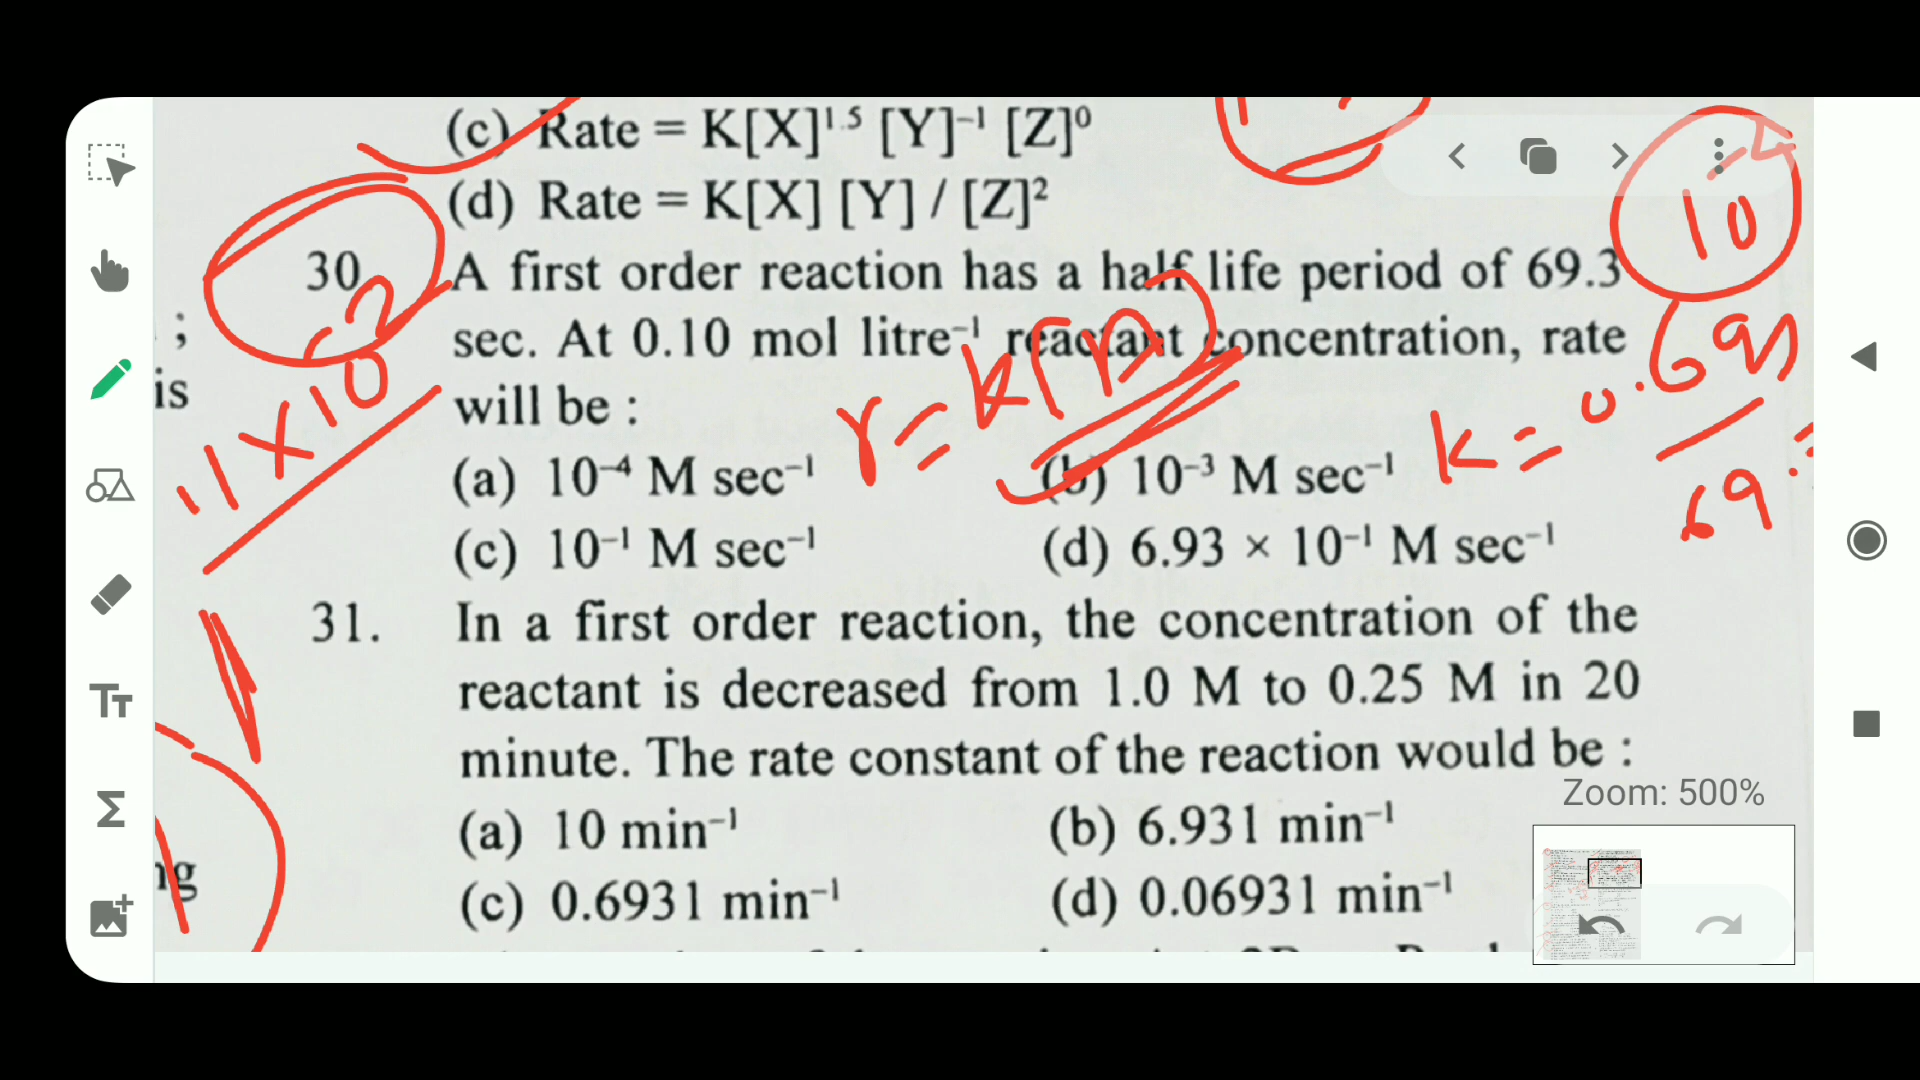 (c) Rate = K[X]¹·⁵ [Y]⁻¹ [Z]⁰
(d) Rate = K[X] [Y] / [Z]²
10
30
A first order reaction has a half life period of 69.3
;
sec. At 0.10 mol litre⁻¹ reactant concentration, rate
is
will be :
1 × 10⁻²
r = k[A]
k = 0.693
69.
(a) 10⁻⁴ M sec⁻¹ (b) 10⁻³ M sec⁻¹
(c) 10⁻¹ M sec⁻¹ (d) 6.93 × 10⁻¹ M sec⁻¹
31. In a first order reaction, the concentration of the
reactant is decreased from 1.0 M to 0.25 M in 20
minute. The rate constant of the reaction would be :
Zoom: 500%
(a) 10 min⁻¹ (b) 6.931 min⁻¹
(c) 0.6931 min⁻¹ (d) 0.06931 min⁻¹
Tт
Σ